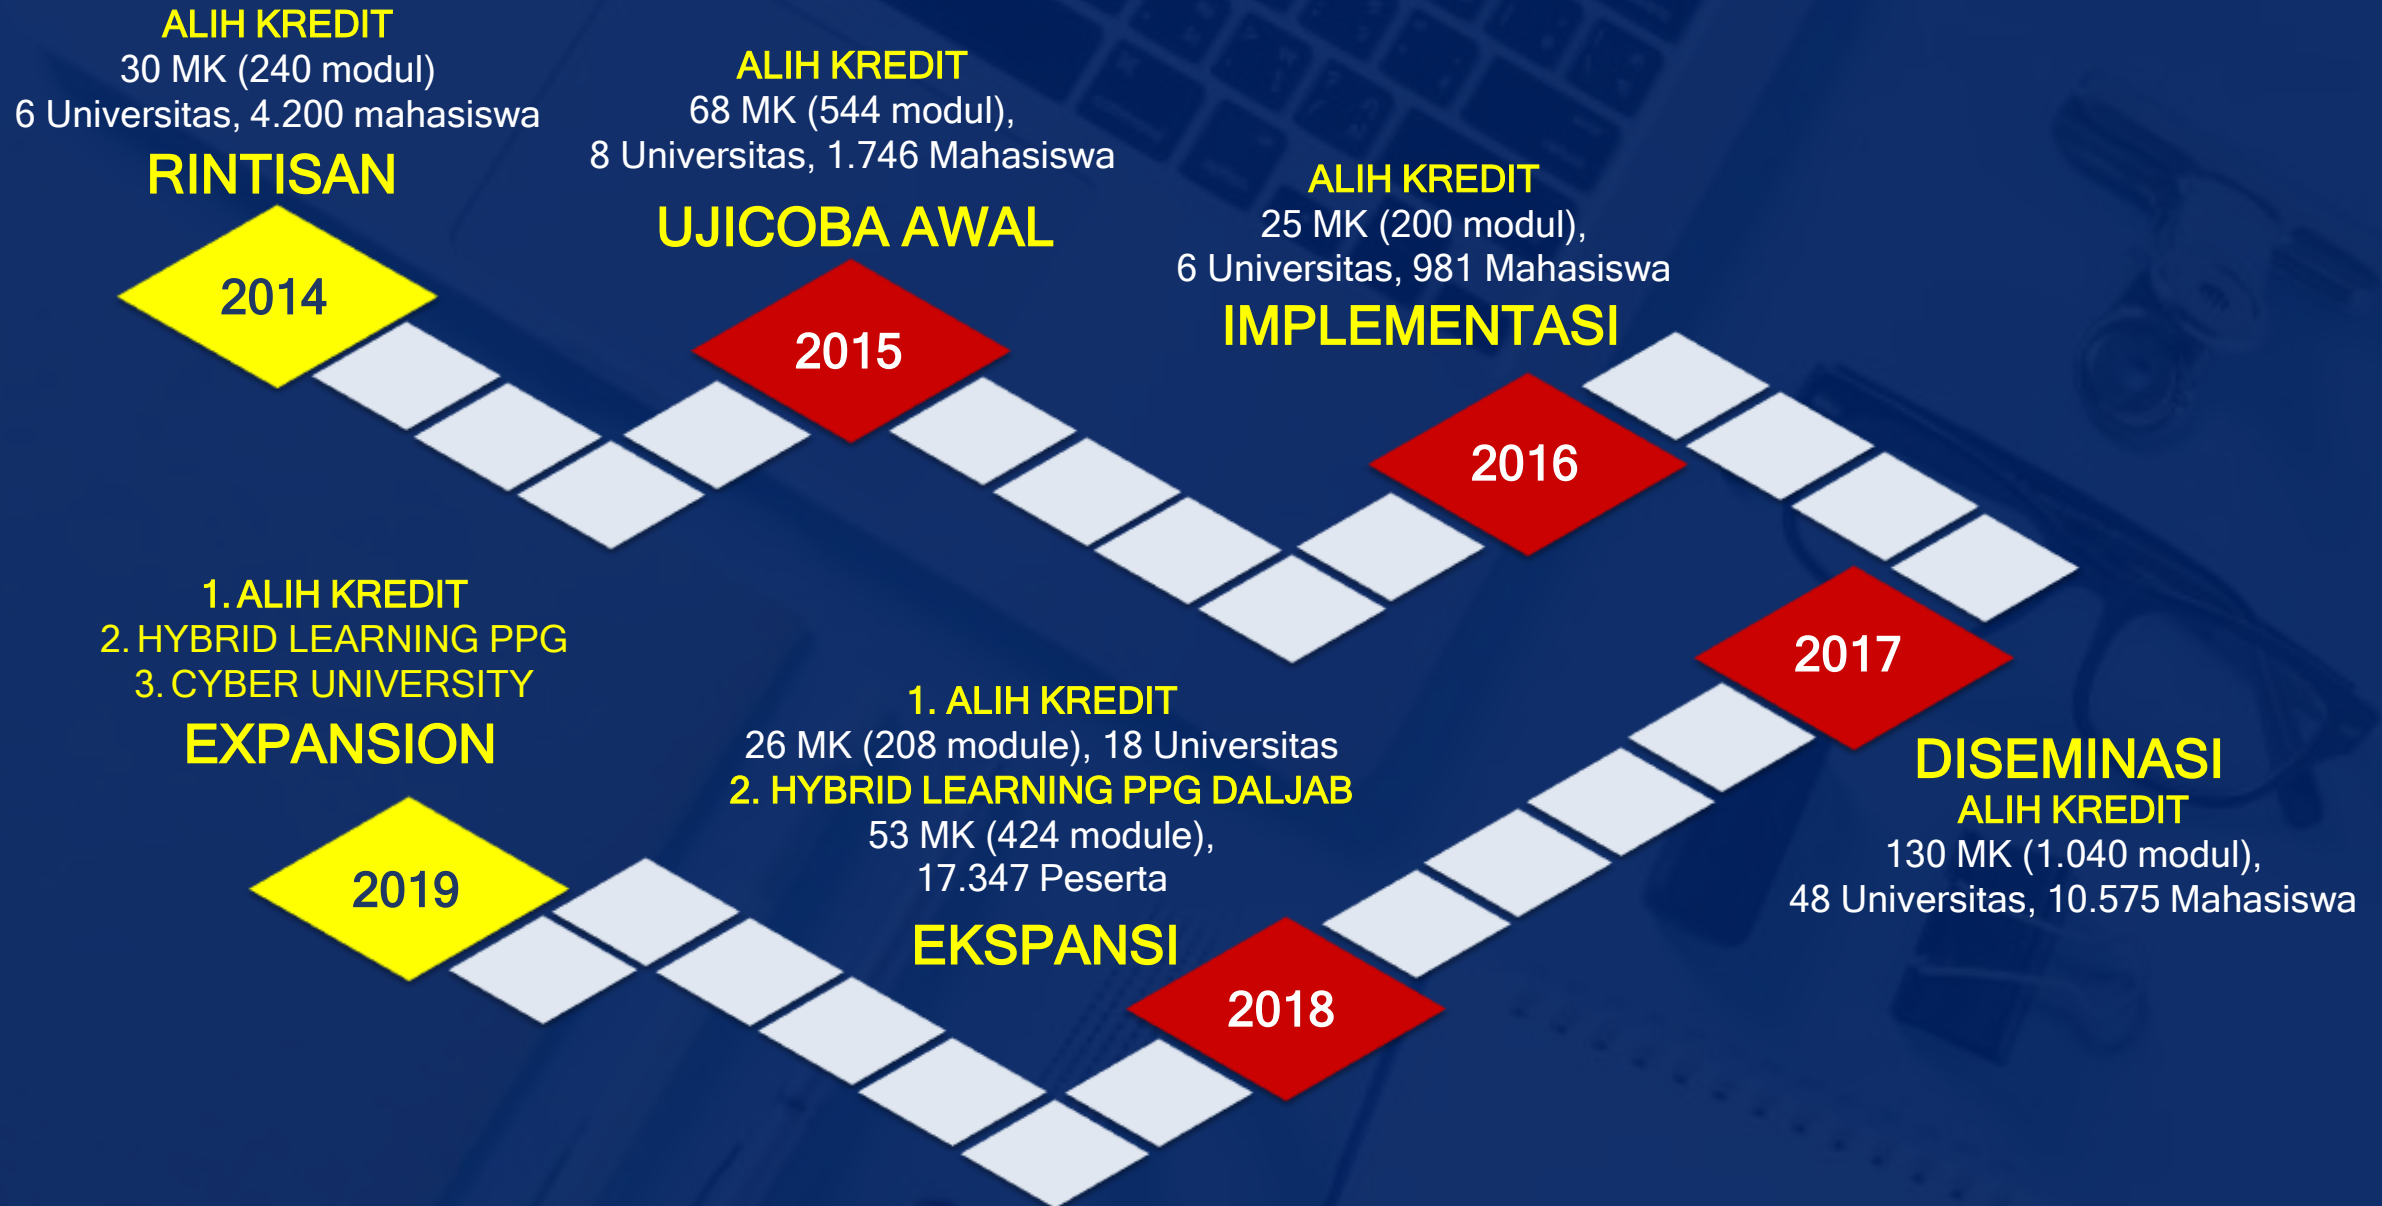 ALIH KREDIT
30 MK (240 modul)
6 Universitas, 4.200 mahasiswa
RINTISAN
2014
ALIH KREDIT
68 MK (544 modul),
8 Universitas, 1.746 Mahasiswa
UJICOBA AWAL
2015
ALIH KREDIT
25 MK (200 modul),
6 Universitas, 981 Mahasiswa
IMPLEMENTASI
2016
2017
DISEMINASI
ALIH KREDIT
130 MK (1.040 modul),
48 Universitas, 10.575 Mahasiswa
1. ALIH KREDIT
26 MK (208 module), 18 Universitas
2. HYBRID LEARNING PPG DALJAB
53 MK (424 module),
17.347 Peserta
EKSPANSI
2018
1. ALIH KREDIT
2. HYBRID LEARNING PPG
3. CYBER UNIVERSITY
EXPANSION
2019